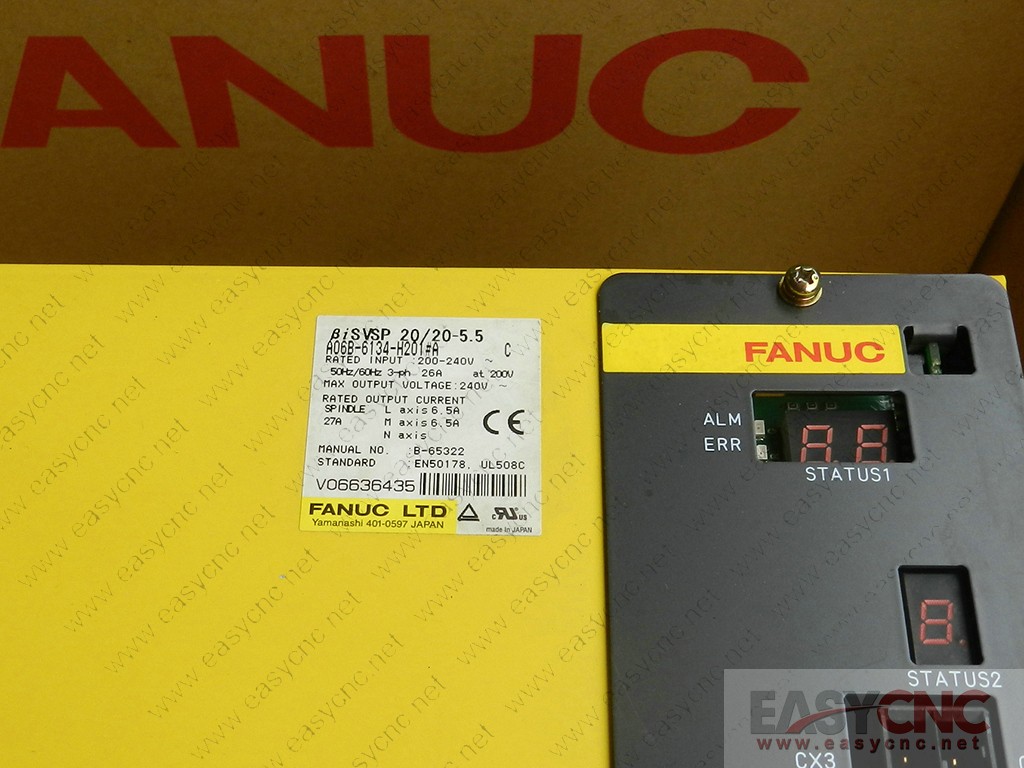 FANUC
βiSVSP 20/20-5.5
A06B-6134-H201#A C
RATED INPUT :200-240V ~
50Hz/60Hz 3-ph 26A at 200V
MAX OUTPUT VOLTAGE:240V ~
RATED OUTPUT CURRENT
SPINDLE L axis 6.5A
27A M axis 6.5A
N axis
CE
MANUAL NO. :B-65322
STANDARD :EN50178, UL508C
V06636435
FANUC LTD
Yamanashi 401-0597 JAPAN
c RU us
made in JAPAN
FANUC
ALM
ERR
STATUS1
8.
STATUS2
CX3
EASYCNC
www.easycnc.net